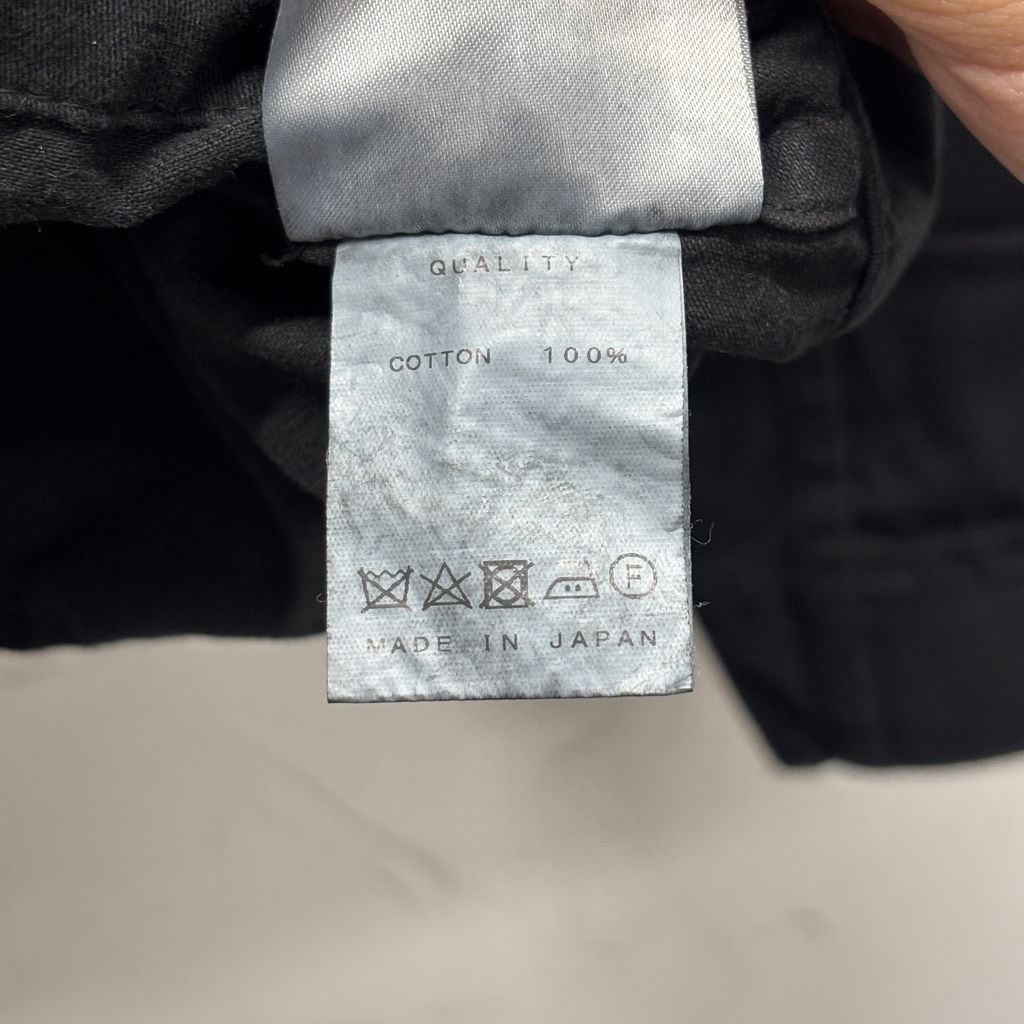 QUALITY
COTTON 100%
F
MADE IN JAPAN